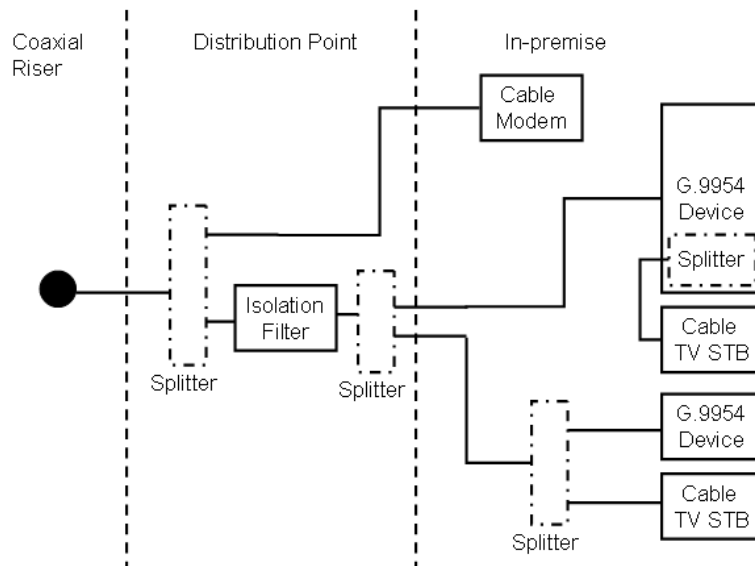 Coaxial
Riser
Distribution Point
In-premise
Cable
Modem
G.9954
Device
Splitter
Isolation
Filter
Cable
TV STB
Splitter
Splitter
G.9954
Device
Cable
TV STB
Splitter